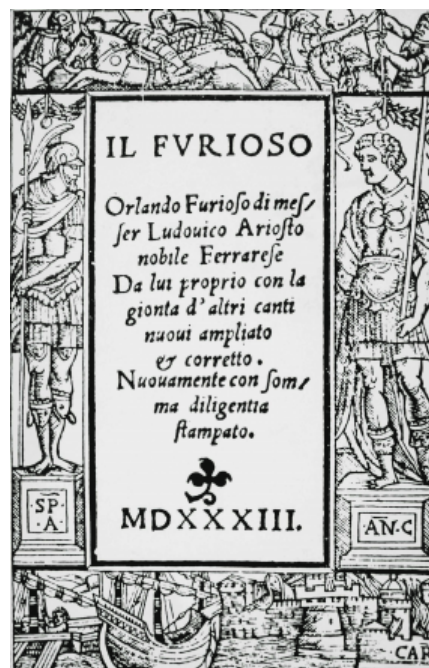 IL FVRIOSO
Orlando Furioſo di meſ/
ſer Ludouico Arioſto
nobile Ferrareſe
Da lui proprio con la
gionta d'altri canti
nuoui ampliato
& corretto.
Nuouamente con ſom/
ma diligentia
ſtampato.
MDXXXIII.
·SP·
·A·
AN·C
CAR